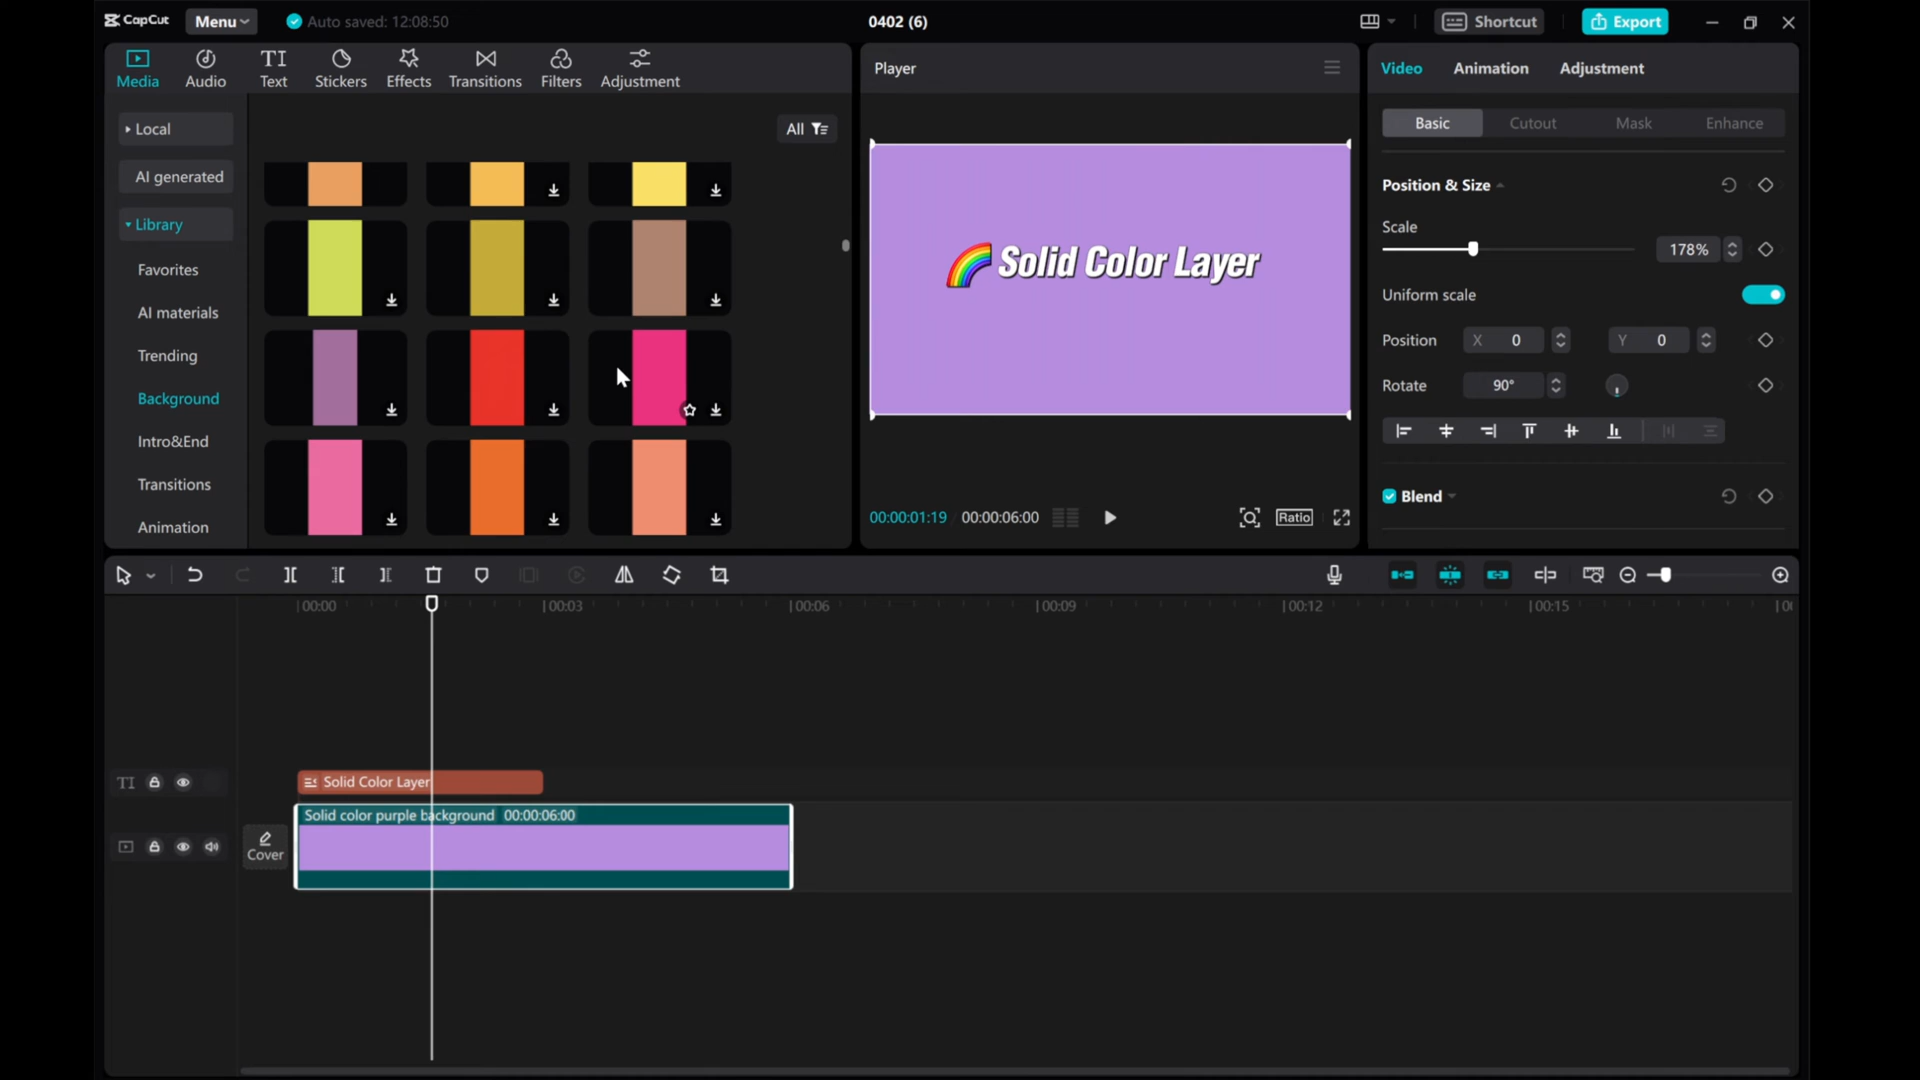 CapCut
Menu
Auto saved: 12:08:50
0402 (6)
Shortcut
Export
Media
Audio
TI
Text
Stickers
Effects
Transitions
Filters
Adjustment
Local
AI generated
Library
Favorites
AI materials
Trending
Background
Intro&End
Transitions
Animation
All
Player
Solid Color Layer
00:00:01:19 / 00:00:06:00
Ratio
Video
Animation
Adjustment
Basic
Cutout
Mask
Enhance
Position & Size
Scale
178%
Uniform scale
Position
X 0
Y 0
Rotate
90°
Blend
00:00
00:03
00:06
00:09
00:12
00:15
TI
Solid Color Layer
Cover
Solid color purple background 00:00:06:00